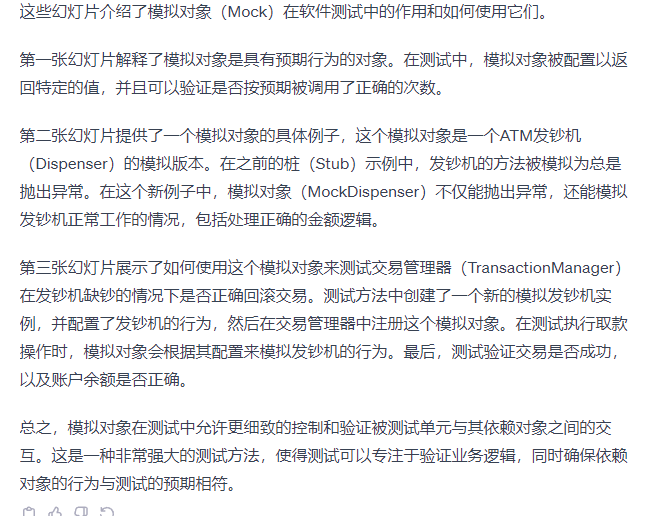 这些幻灯片介绍了模拟对象（Mock）在软件测试中的作用和如何使用它们。
第一张幻灯片解释了模拟对象是具有预期行为的对象。在测试中，模拟对象被配置以返
回特定的值，并且可以验证是否按预期被调用了正确的次数。
第二张幻灯片提供了一个模拟对象的具体例子，这个模拟对象是一个ATM发钞机
（Dispenser）的模拟版本。在之前的桩（Stub）示例中，发钞机的方法被模拟为总是
抛出异常。在这个新例子中，模拟对象（MockDispenser）不仅能抛出异常，还能模拟
发钞机正常工作的情况，包括处理正确的金额逻辑。
第三张幻灯片展示了如何使用这个模拟对象来测试交易管理器（TransactionManager）
在发钞机缺钞的情况下是否正确回滚交易。测试方法中创建了一个新的模拟发钞机实
例，并配置了发钞机的行为，然后在交易管理器中注册这个模拟对象。在测试执行取款
操作时，模拟对象会根据其配置来模拟发钞机的行为。最后，测试验证交易是否成功，
以及账户余额是否正确。
总之，模拟对象在测试中允许更细致的控制和验证被测试单元与其依赖对象之间的交
互。这是一种非常强大的测试方法，使得测试可以专注于验证业务逻辑，同时确保依赖
对象的行为与测试的预期相符。